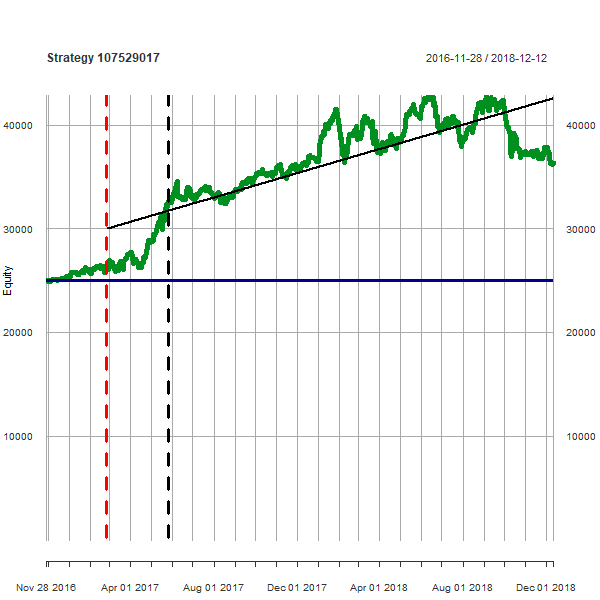 Strategy 107529017
2016-11-28 / 2018-12-12
40000
40000
30000
30000
Equity
20000
20000
10000
10000
Nov 28 2016
Apr 01 2017
Aug 01 2017
Dec 01 2017
Apr 01 2018
Aug 01 2018
Dec 01 2018